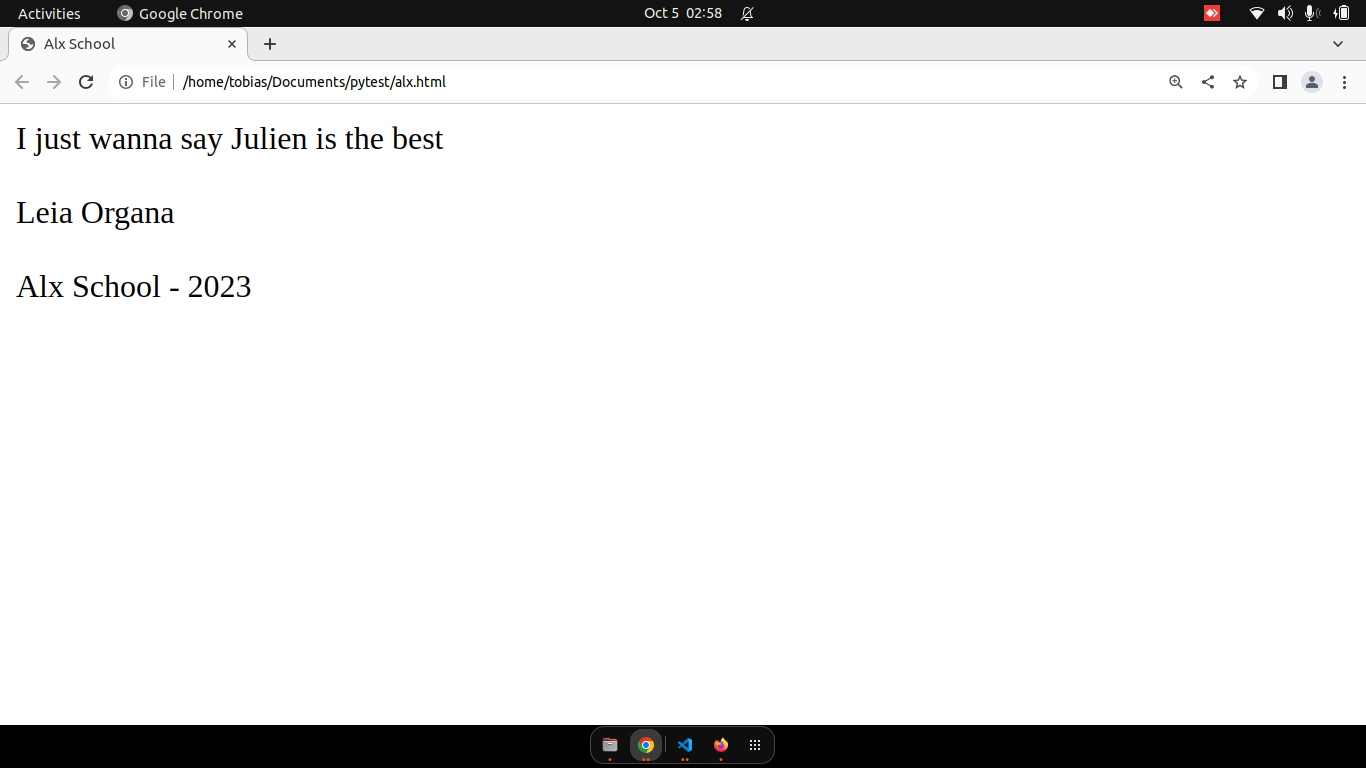 Activities Google Chrome Oct 5 02:58
Alx School
File /home/tobias/Documents/pytest/alx.html
I just wanna say Julien is the best
Leia Organa
Alx School - 2023